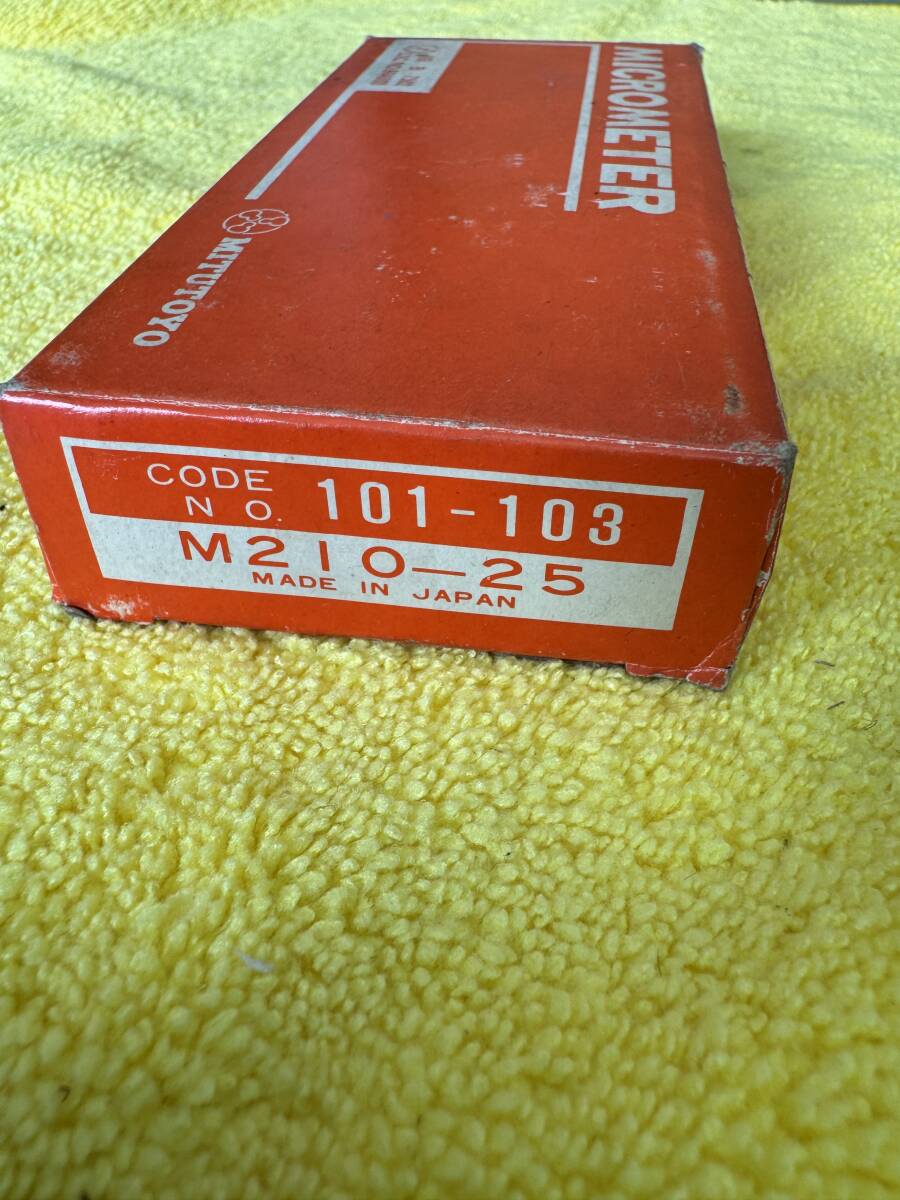 MICROMETER
MITUTOYO
CODE
NO. 101-103
M210-25
MADE IN JAPAN